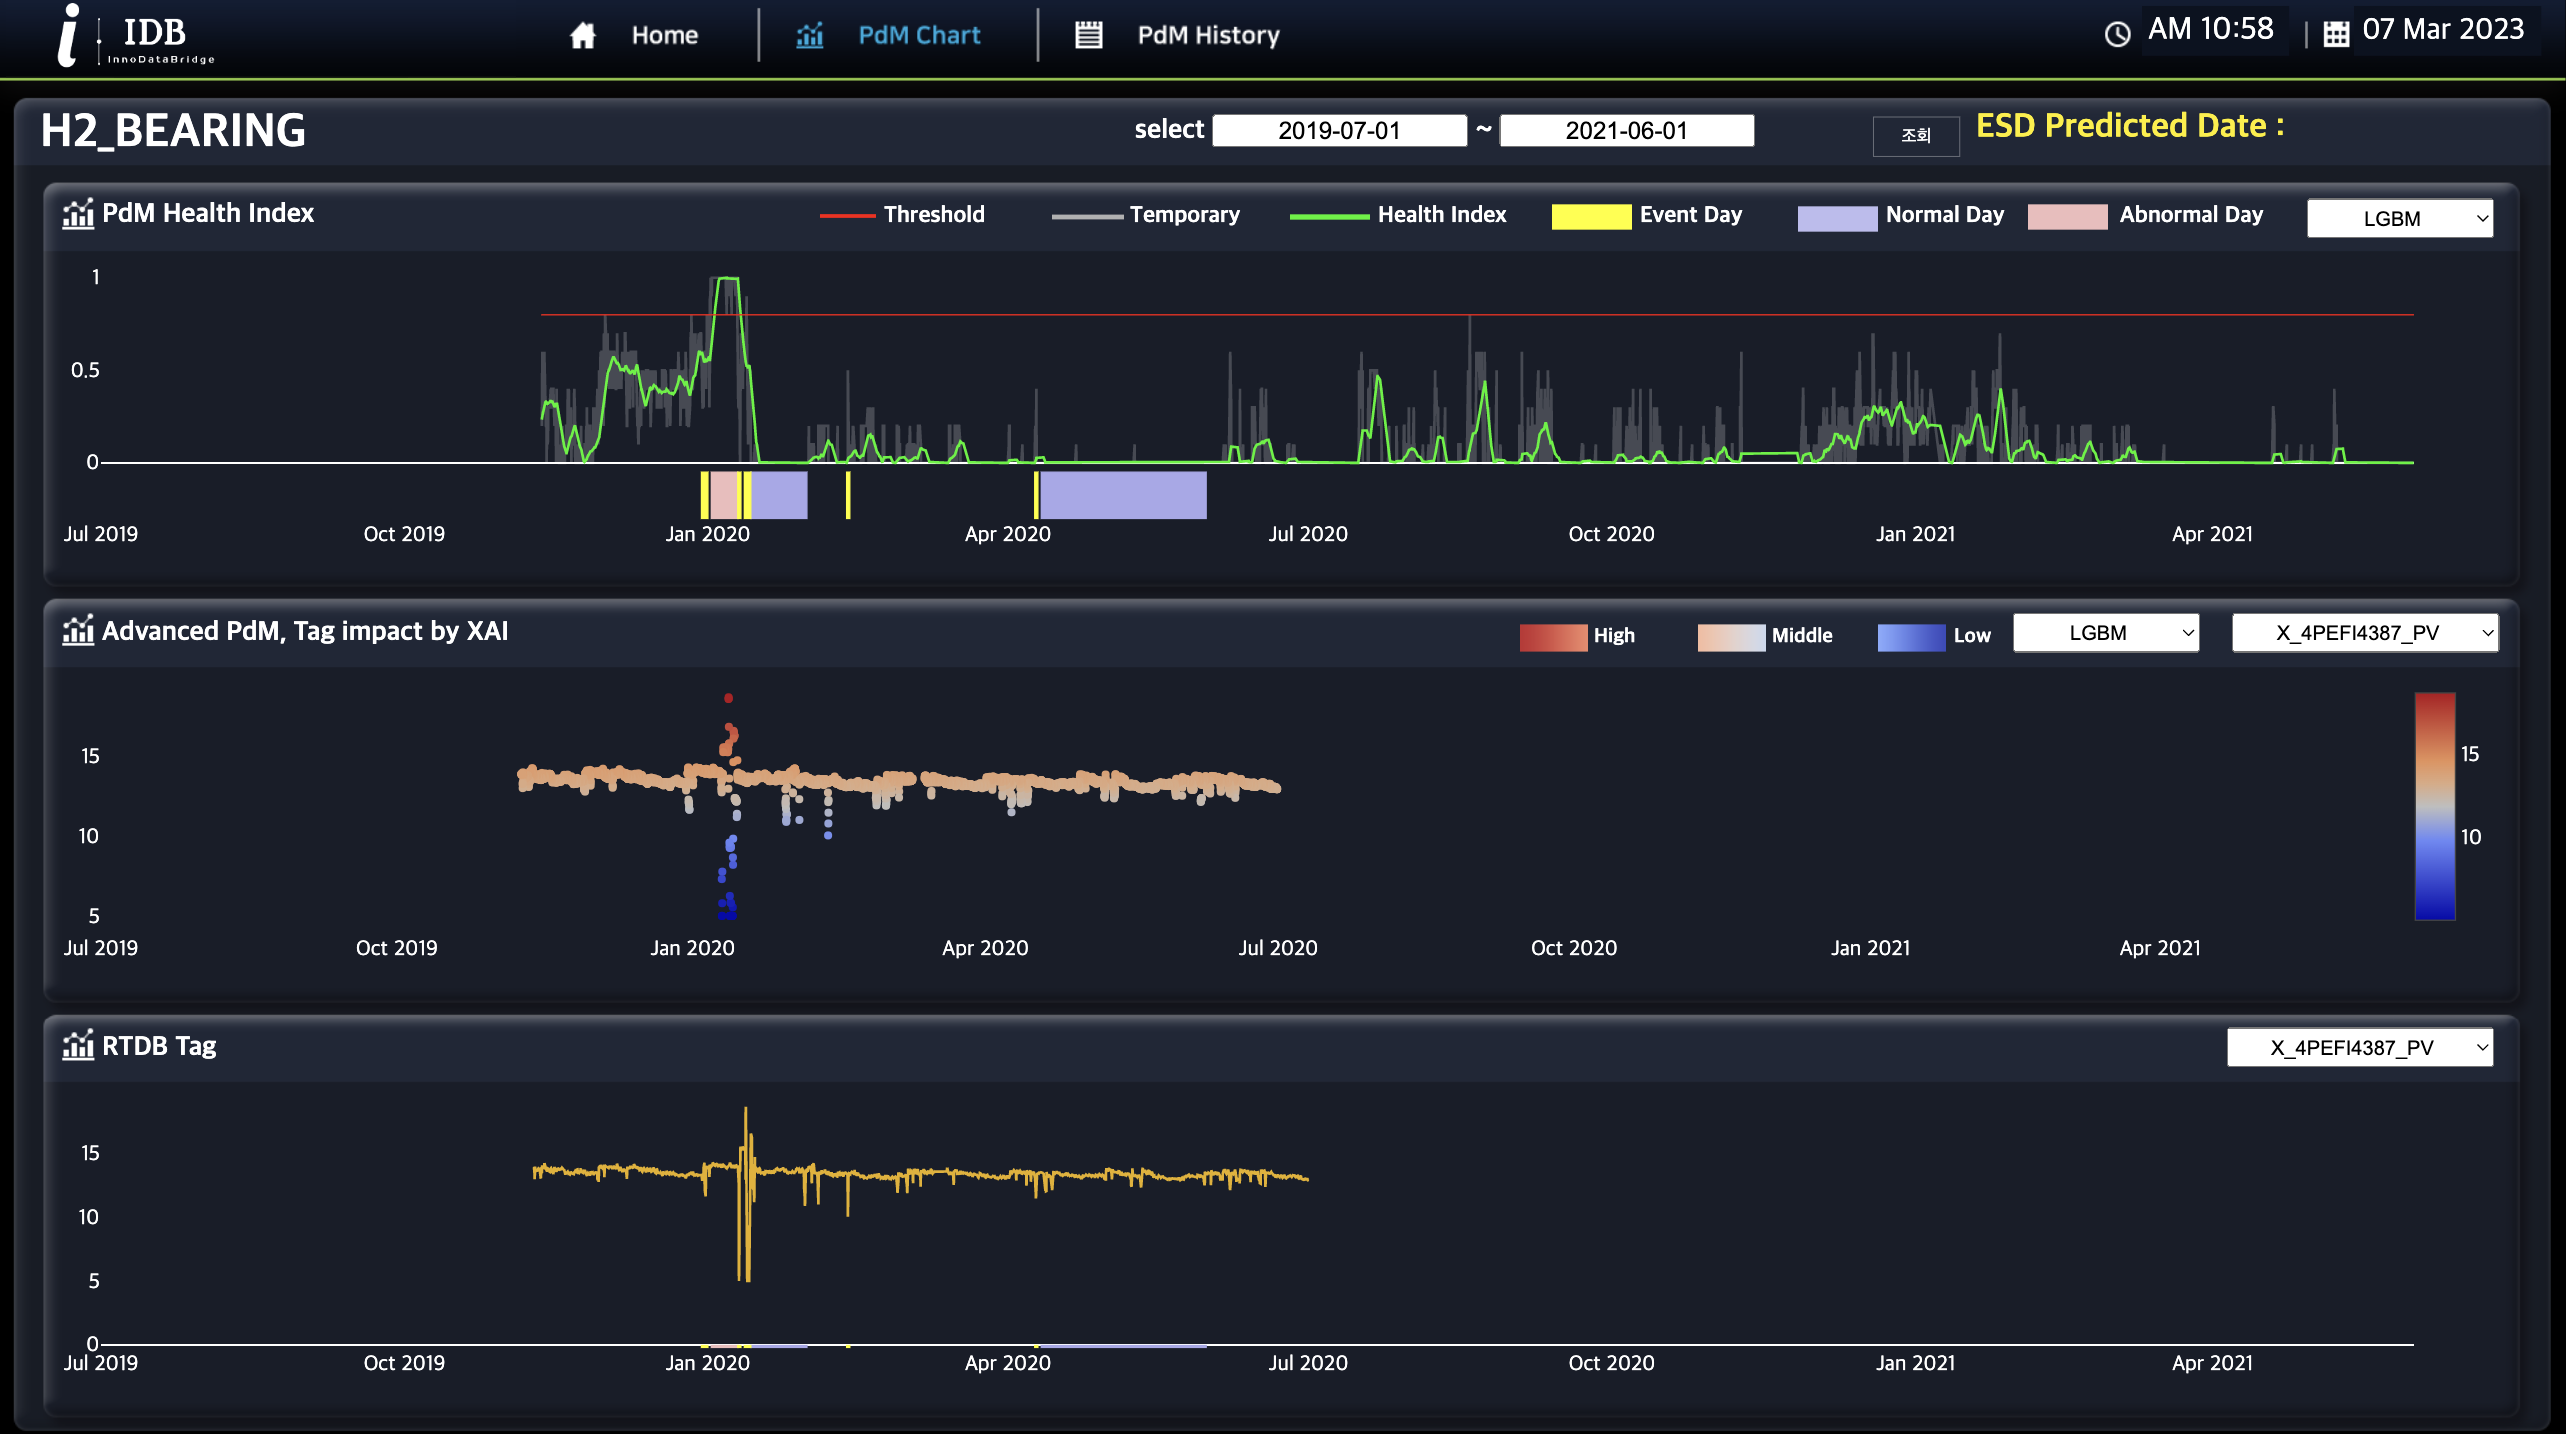 IDB
InnoDataBridge
Home
PdM Chart
PdM History
AM 10:58
07 Mar 2023
H2_BEARING
select 2019-07-01 ~ 2021-06-01
조회
ESD Predicted Date :
PdM Health Index
Threshold
Temporary
Health Index
Event Day
Normal Day
Abnormal Day
LGBM
1
0.5
0
Jul 2019
Oct 2019
Jan 2020
Apr 2020
Jul 2020
Oct 2020
Jan 2021
Apr 2021
Advanced PdM, Tag impact by XAI
High
Middle
Low
LGBM
X_4PEFI4387_PV
15
10
5
15
10
Jul 2019
Oct 2019
Jan 2020
Apr 2020
Jul 2020
Oct 2020
Jan 2021
Apr 2021
RTDB Tag
X_4PEFI4387_PV
15
10
5
0
Jul 2019
Oct 2019
Jan 2020
Apr 2020
Jul 2020
Oct 2020
Jan 2021
Apr 2021